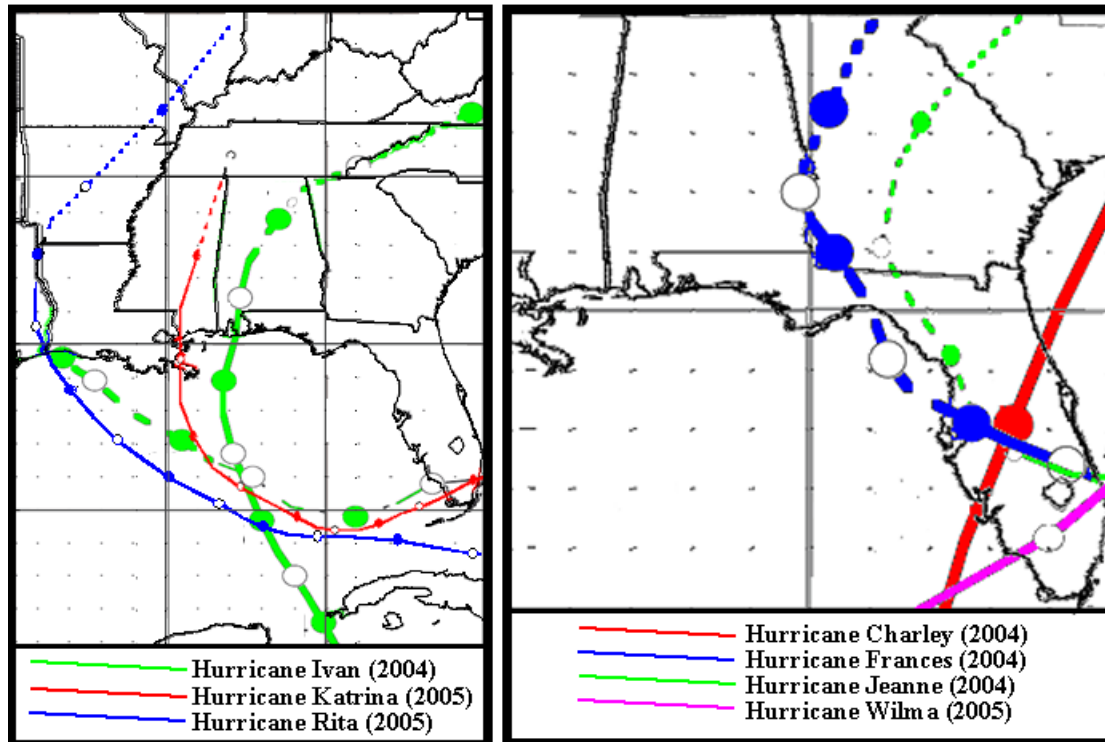 Hurricane Ivan (2004)
Hurricane Katrina (2005)
Hurricane Rita (2005)
Hurricane Charley (2004)
Hurricane Frances (2004)
Hurricane Jeanne (2004)
Hurricane Wilma (2005)